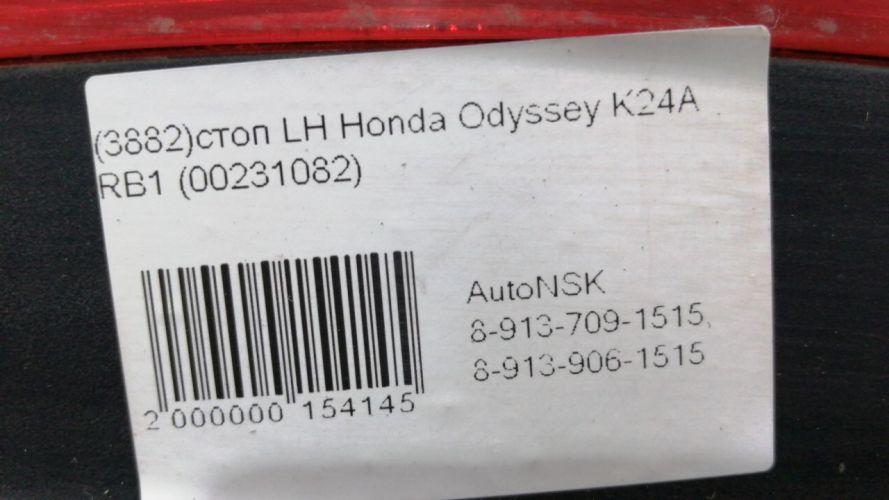 (3882)стоп LH Honda Odyssey K24A
RB1 (00231082)
AutoNSK
8-913-709-1515,
8-913-906-1515
2 000000 154145